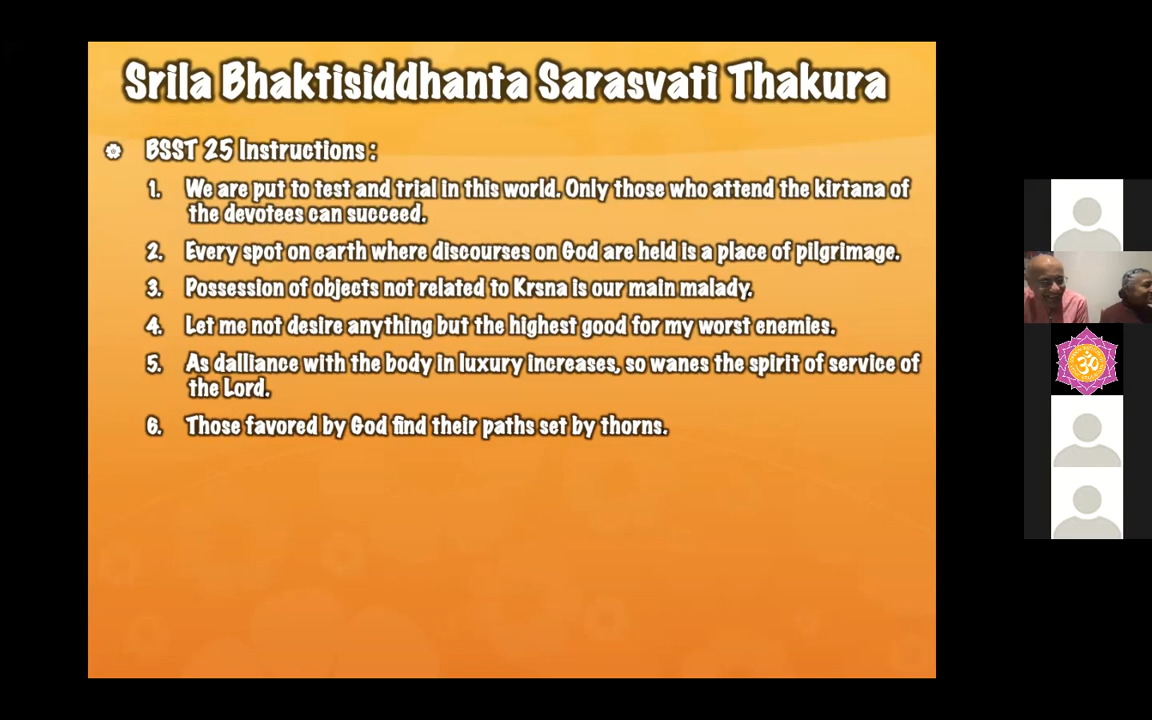 Srila Bhaktisiddhanta Sarasvati Thakura
BSST 25 Instructions :
1. We are put to test and trial in this world. Only those who attend the kirtana of
the devotees can succeed.
2. Every spot on earth where discourses on God are held is a place of pilgrimage.
3. Possession of objects not related to Krsna is our main malady.
4. Let me not desire anything but the highest good for my worst enemies.
5. As dalliance with the body in luxury increases, so wanes the spirit of service of
the Lord.
6. Those favored by God find their paths set by thorns.
ॐ